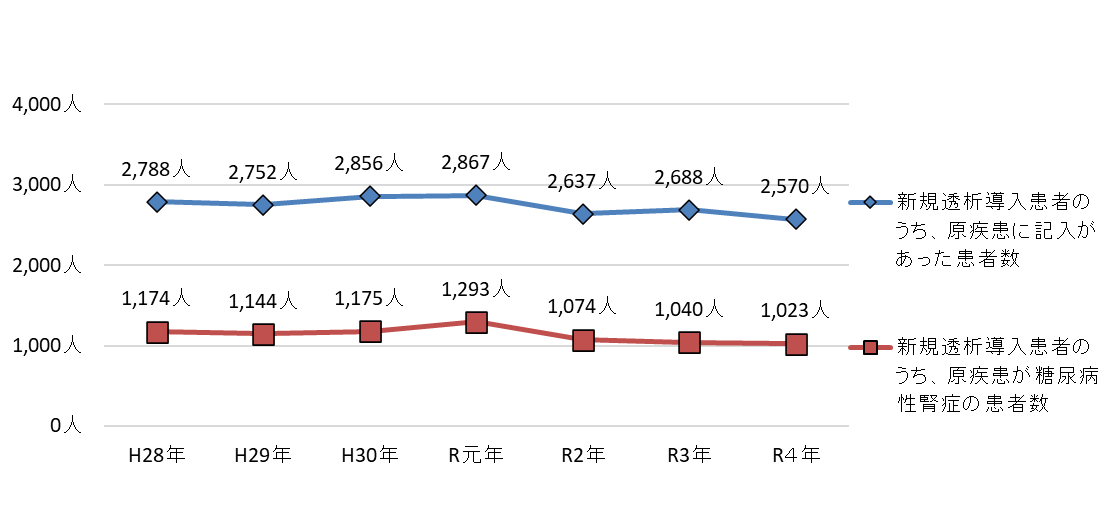 4,000人
3,000人
2,000人
1,000人
0人
2,788人
2,752人
2,856人
2,867人
2,637人
2,688人
2,570人
1,174人
1,144人
1,175人
1,293人
1,074人
1,040人
1,023人
H28年
H29年
H30年
R元年
R2年
R3年
R４年
新規透析導入患者の
うち、原疾患に記入が
あった患者数
新規透析導入患者の
うち、原疾患が糖尿病
性腎症の患者数